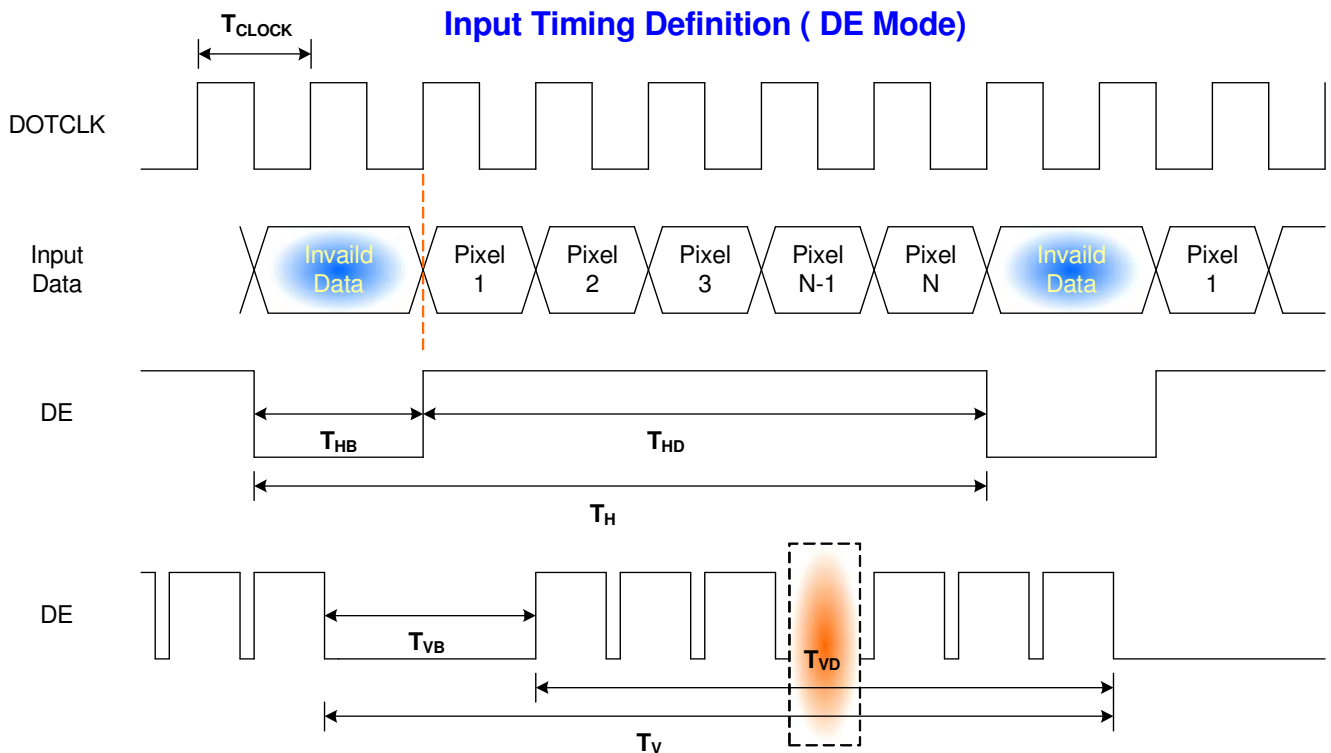 Input Timing Definition ( DE Mode)
TCLOCK
DOTCLK
Input
Data
Invaild
Data
Pixel
1
Pixel
2
Pixel
3
Pixel
N-1
Pixel
N
Invaild
Data
Pixel
1
DE
THB
THD
TH
DE
TVB
TVD
TV